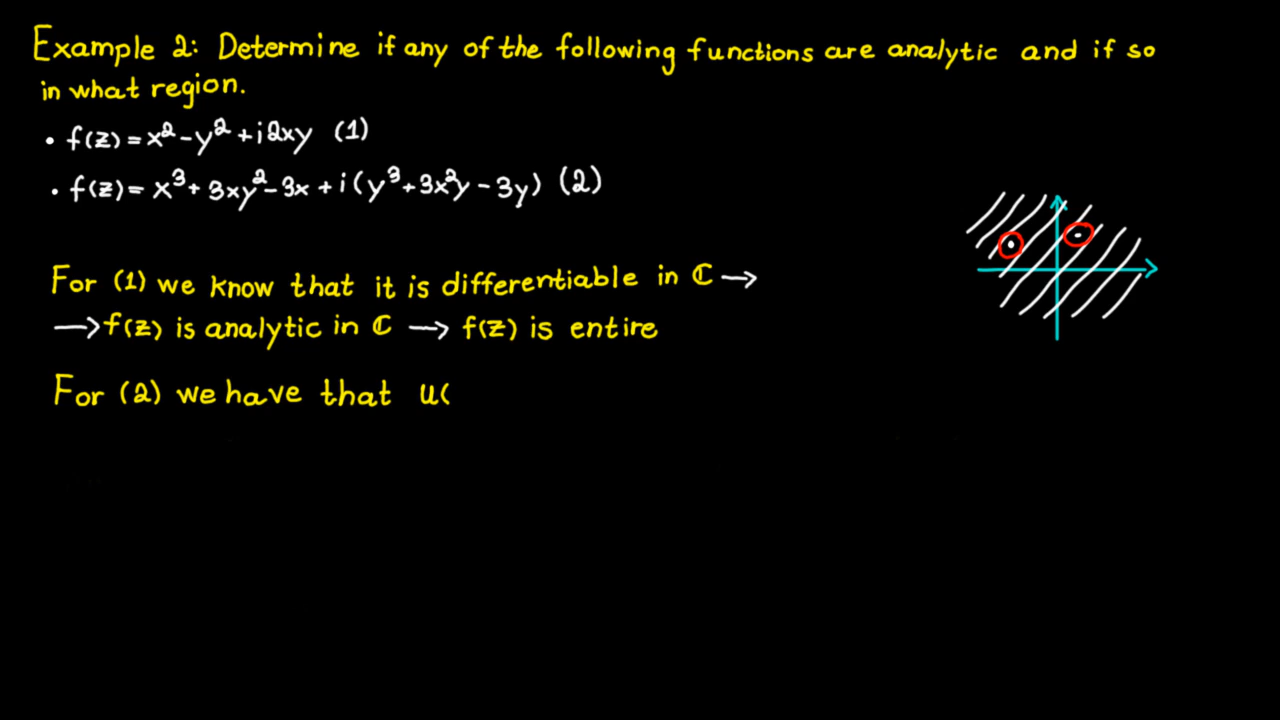 Example 2: Determine if any of the following functions are analytic and if so
in what region.
• f(z) = x² - y² + i2xy (1)
• f(z) = x³ + 3xy² - 3x + i(y³ + 3x²y - 3y) (2)
For (1) we know that it is differentiable in ℂ →
→ f(z) is analytic in ℂ → f(z) is entire
For (2) we have that u(